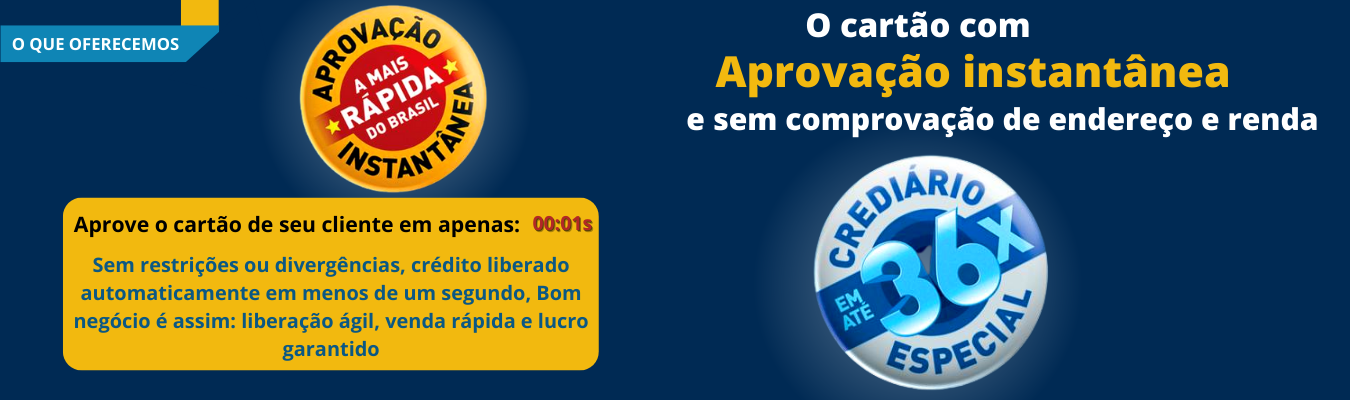 O QUE OFERECEMOS
APROVAÇÃO
A MAIS
RÁPIDA
DO BRASIL
INSTANTÂNEA
Aprove o cartão de seu cliente em apenas: 00:01s
Sem restrições ou divergências, crédito liberado
automaticamente em menos de um segundo, Bom
negócio é assim: liberação ágil, venda rápida e lucro
garantido
O cartão com
Aprovação instantânea
e sem comprovação de endereço e renda
CREDIÁRIO
EM
ATÉ
36x
ESPECIAL